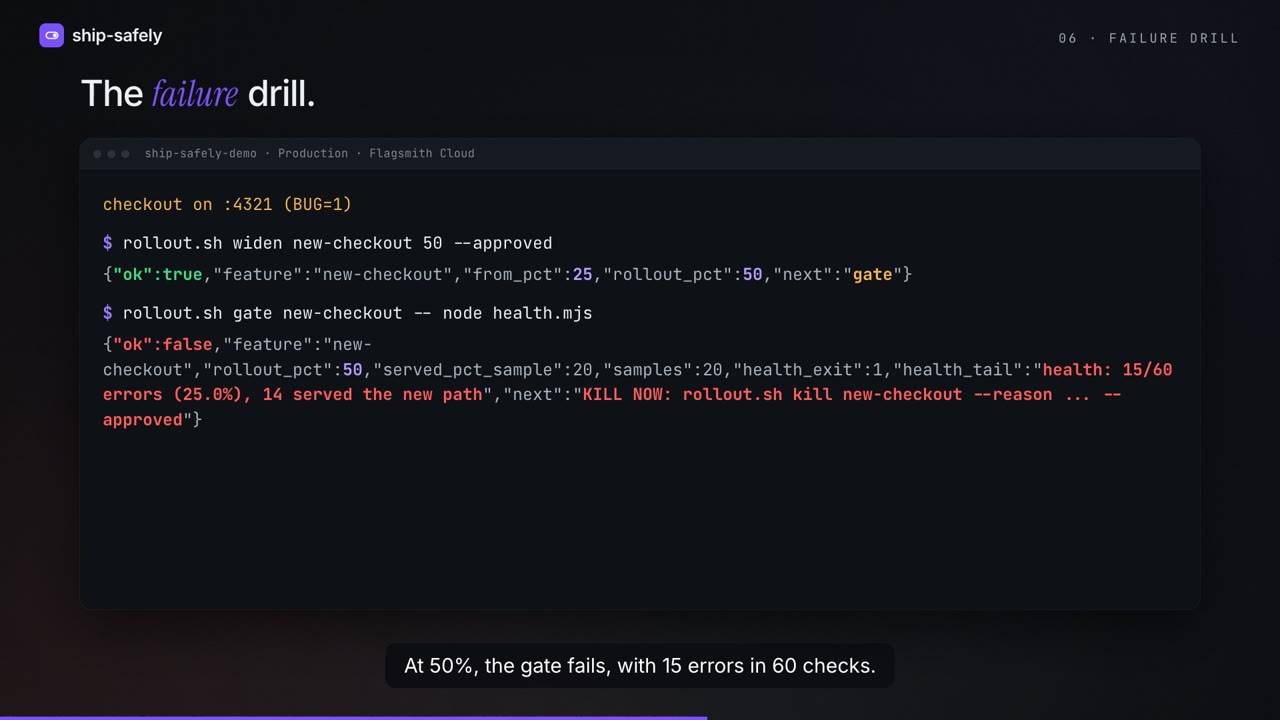 ship-safely
06 · FAILURE DRILL
The failure drill.
ship-safely-demo · Production · Flagsmith Cloud
checkout on :4321 (BUG=1)
$ rollout.sh widen new-checkout 50 --approved
{"ok":true,"feature":"new-checkout","from_pct":25,"rollout_pct":50,"next":"gate"}
$ rollout.sh gate new-checkout -- node health.mjs
{"ok":false,"feature":"new-
checkout","rollout_pct":50,"served_pct_sample":20,"samples":20,"health_exit":1,"health_tail":"health: 15/60
errors (25.0%), 14 served the new path","next":"KILL NOW: rollout.sh kill new-checkout --reason ... --
approved"}
At 50%, the gate fails, with 15 errors in 60 checks.